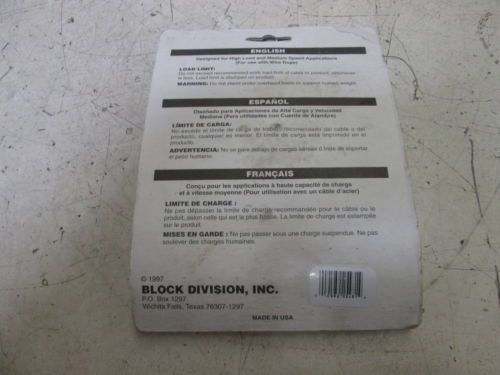 ENGLISH
Designed for High Load and Medium Speed Applications
(For use with Wire Rope)
LOAD LIMIT:
Do not exceed recommended work load limit of cable or product, whichever
is less. Load limit is stamped on product.
WARNING: Do not stand under overhead loads or support human weight.
ESPAÑOL
Diseñado para Aplicaciones de Alta Carga y Velocidad
Mediana (Para utilizados con Cuerda de Alambre)
LÍMITE DE CARGA:
No excede el límite de carga de trabajo recomendado del cable o del
producto, cualquier es menor. El límite de carga está imprimido en el
producto.
ADVERTENCIA: No se pare debajo de cargas aéreas o trate de soportar
el peso humano.
FRANÇAIS
Conçu pour les applications à haute capacité de charge
et à vitesse moyenne (Pour utilisation avec un câble d'acier)
LIMITE DE CHARGE :
Ne pas dépasser la limite de charge recommandée pour le câble ou le
produit, selon celle qui est la plus basse. La limite de charge est estampée
sur le produit.
MISES EN GARDE : Ne pas passer sous une charge suspendue. Ne pas
soulever des charges humaines.
© 1997
BLOCK DIVISION, INC.
P.O. Box 1297
Wichita Falls, Texas 76307-1297
MADE IN USA